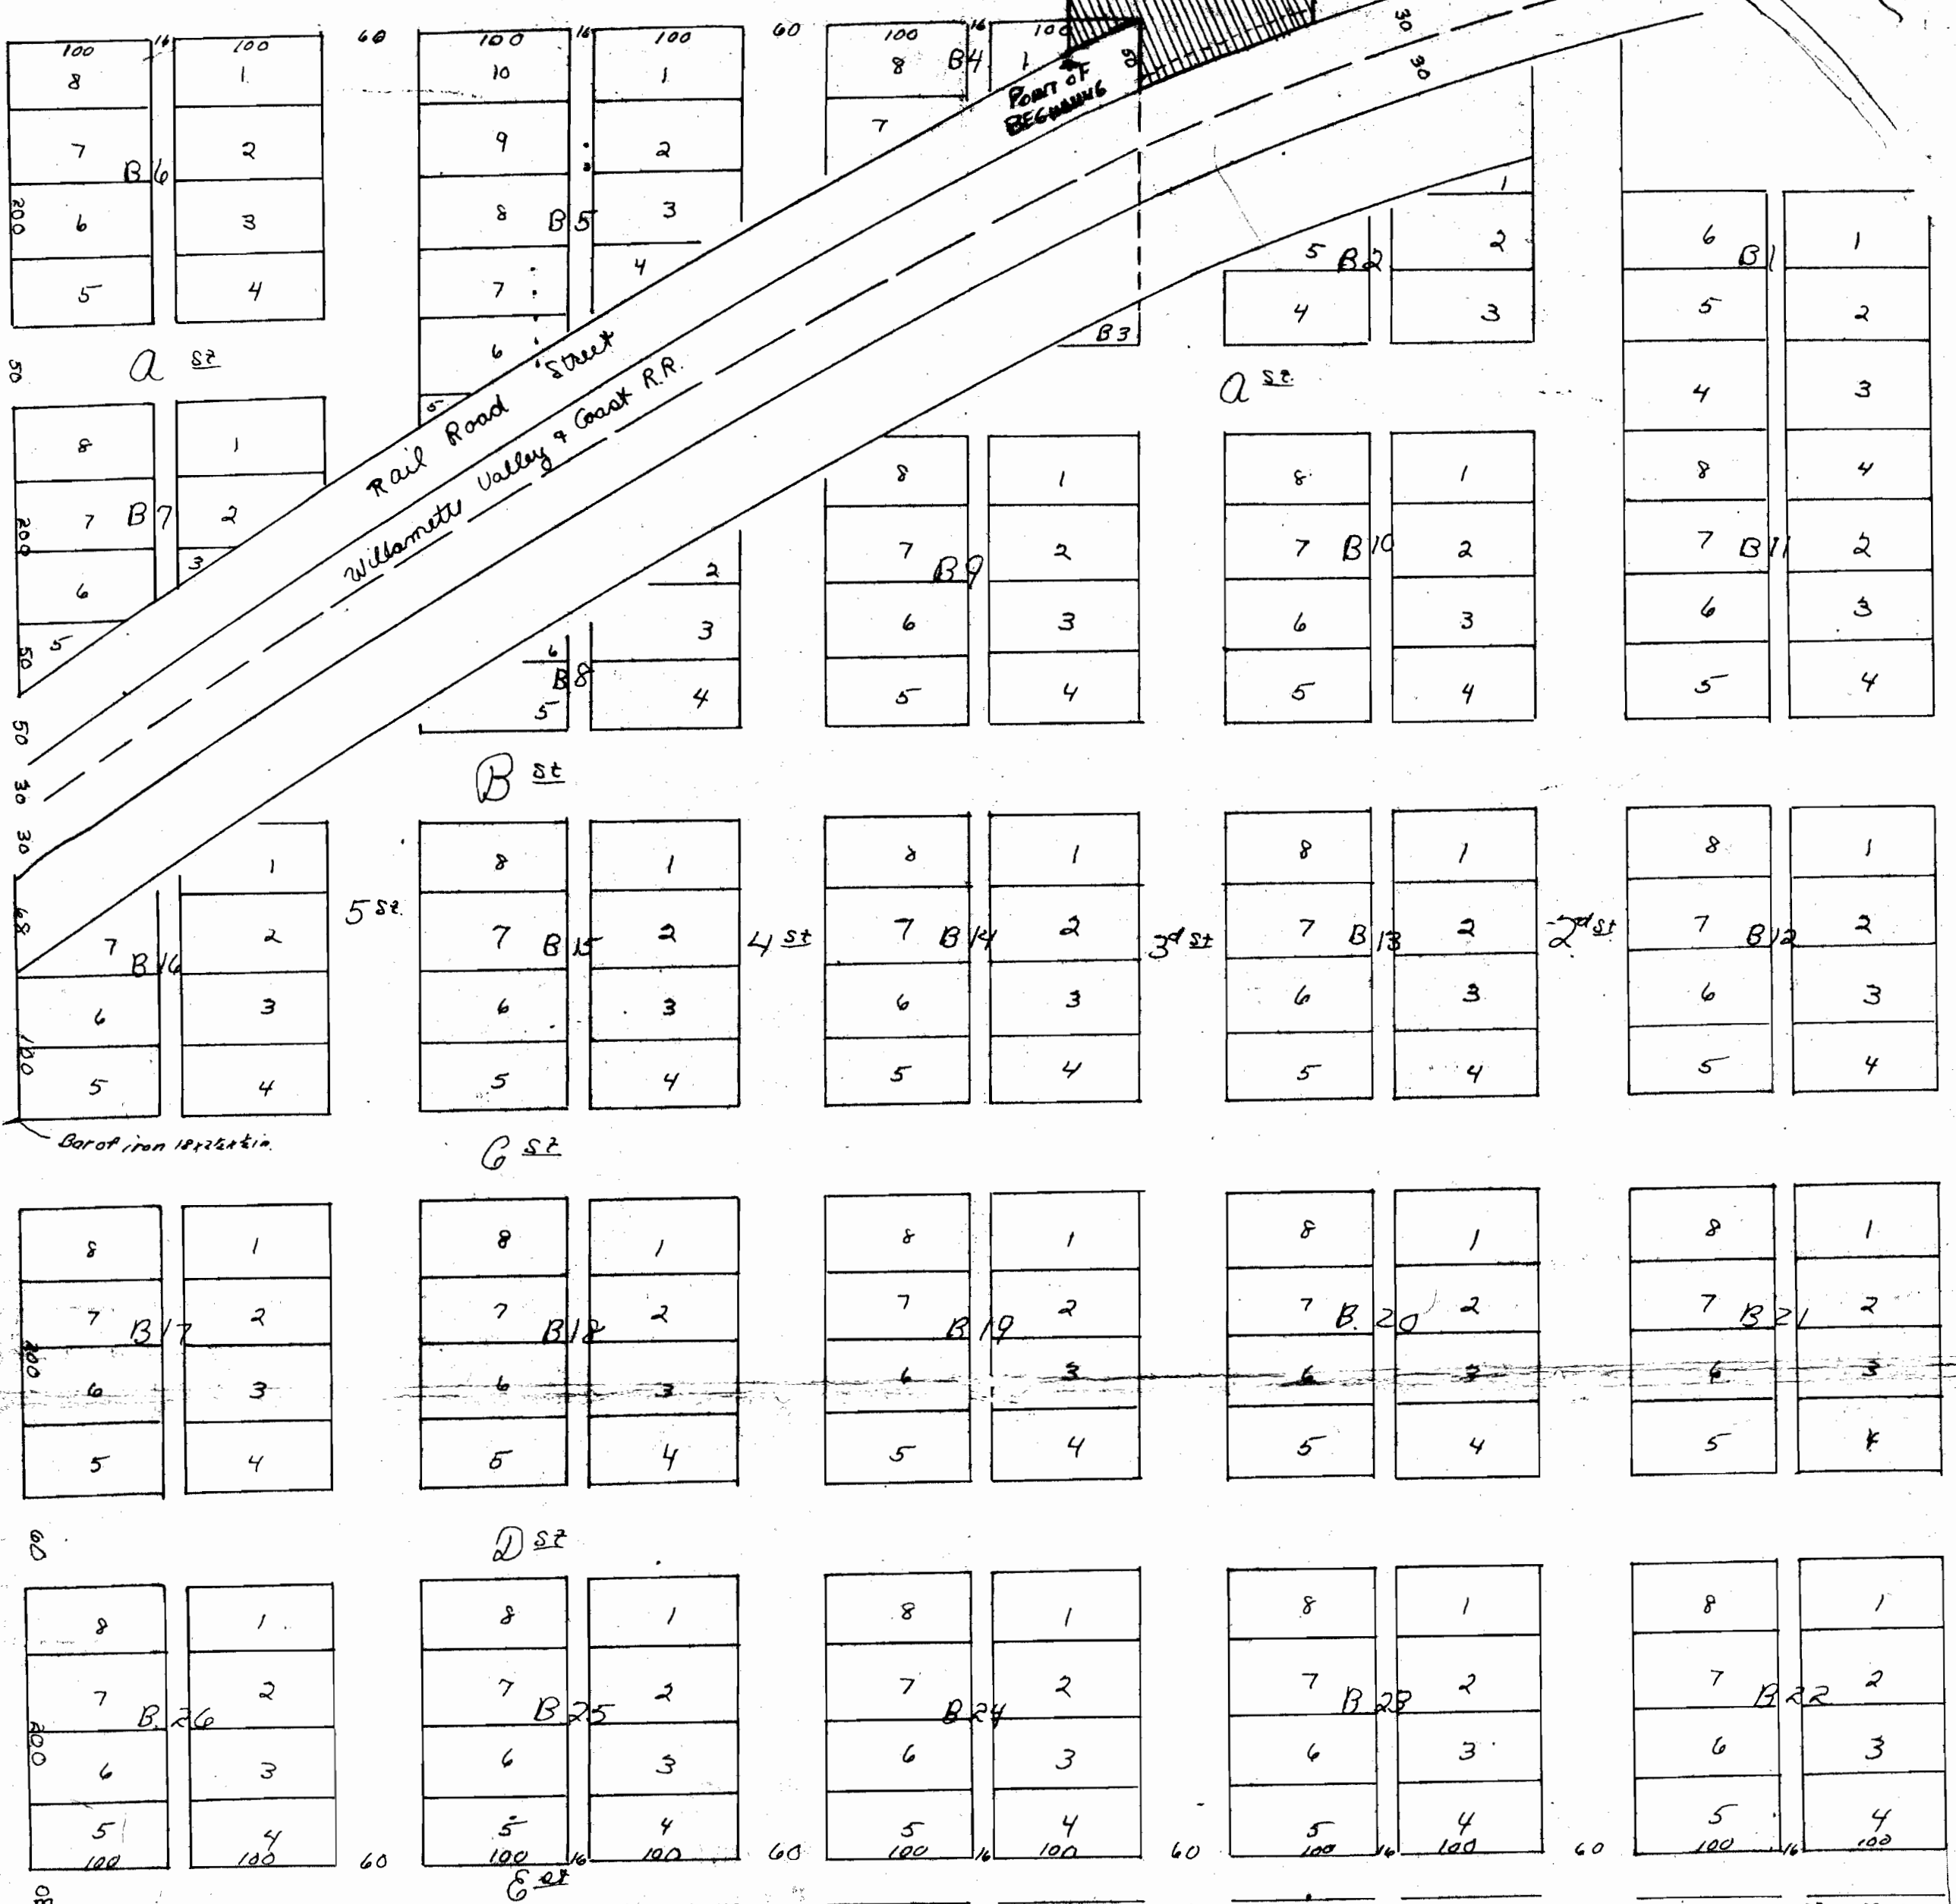 100 16 100 60 100 16 100 60 100 16 100
8 1 10 1 8 B4 1
POINT OF
BEGINNING
50
30
30
7 B6 2 9 2 7
200 6 3 8 B5 3
5 4 7 4
6
5
1
5 B2 2
4 3
B3
6 B1 1
5 2
4 3
50 A St
A St.
Rail Road Street
Willamette Valley & Coast R.R.
8 1
200 7 B7 2
6 3
5
50
2
6 3
B8
5 4
8 1
7 B9 2
6 3
5 4
8 1
7 B10 2
6 3
5 4
8 4
7 B11 2
6 3
5 4
50
30
30
B St
68
1
7 B16 2
6 3
100
5 4
5 St.
8 1
7 B15 2
6 3
5 4
4 St
8 1
7 B14 2
6 3
5 4
3d St
8 1
7 B13 2
6 3
5 4
2d St
8 1
7 B12 2
6 3
5 4
Bar of iron 18x2½x½ in.
C St
8 1 8 1 8 1 8 1 8 1
7 B17 2 7 B18 2 7 B19 2 7 B.20 2 7 B21 2
200
6 3 6 3 6 3 6 3 6 3
5 4 5 4 5 4 5 4 5 4
60 D St
8 1 8 1 8 1 8 1 8 1
7 B.26 2 7 B25 2 7 B24 2 7 B23 2 7 B22 2
200
6 3 6 3 6 3 6 3 6 3
5 4 5 4 5 4 5 4 5 4
100 100 60 100 16 100 60 100 16 100 60 100 16 100 60 100 16 100
E St